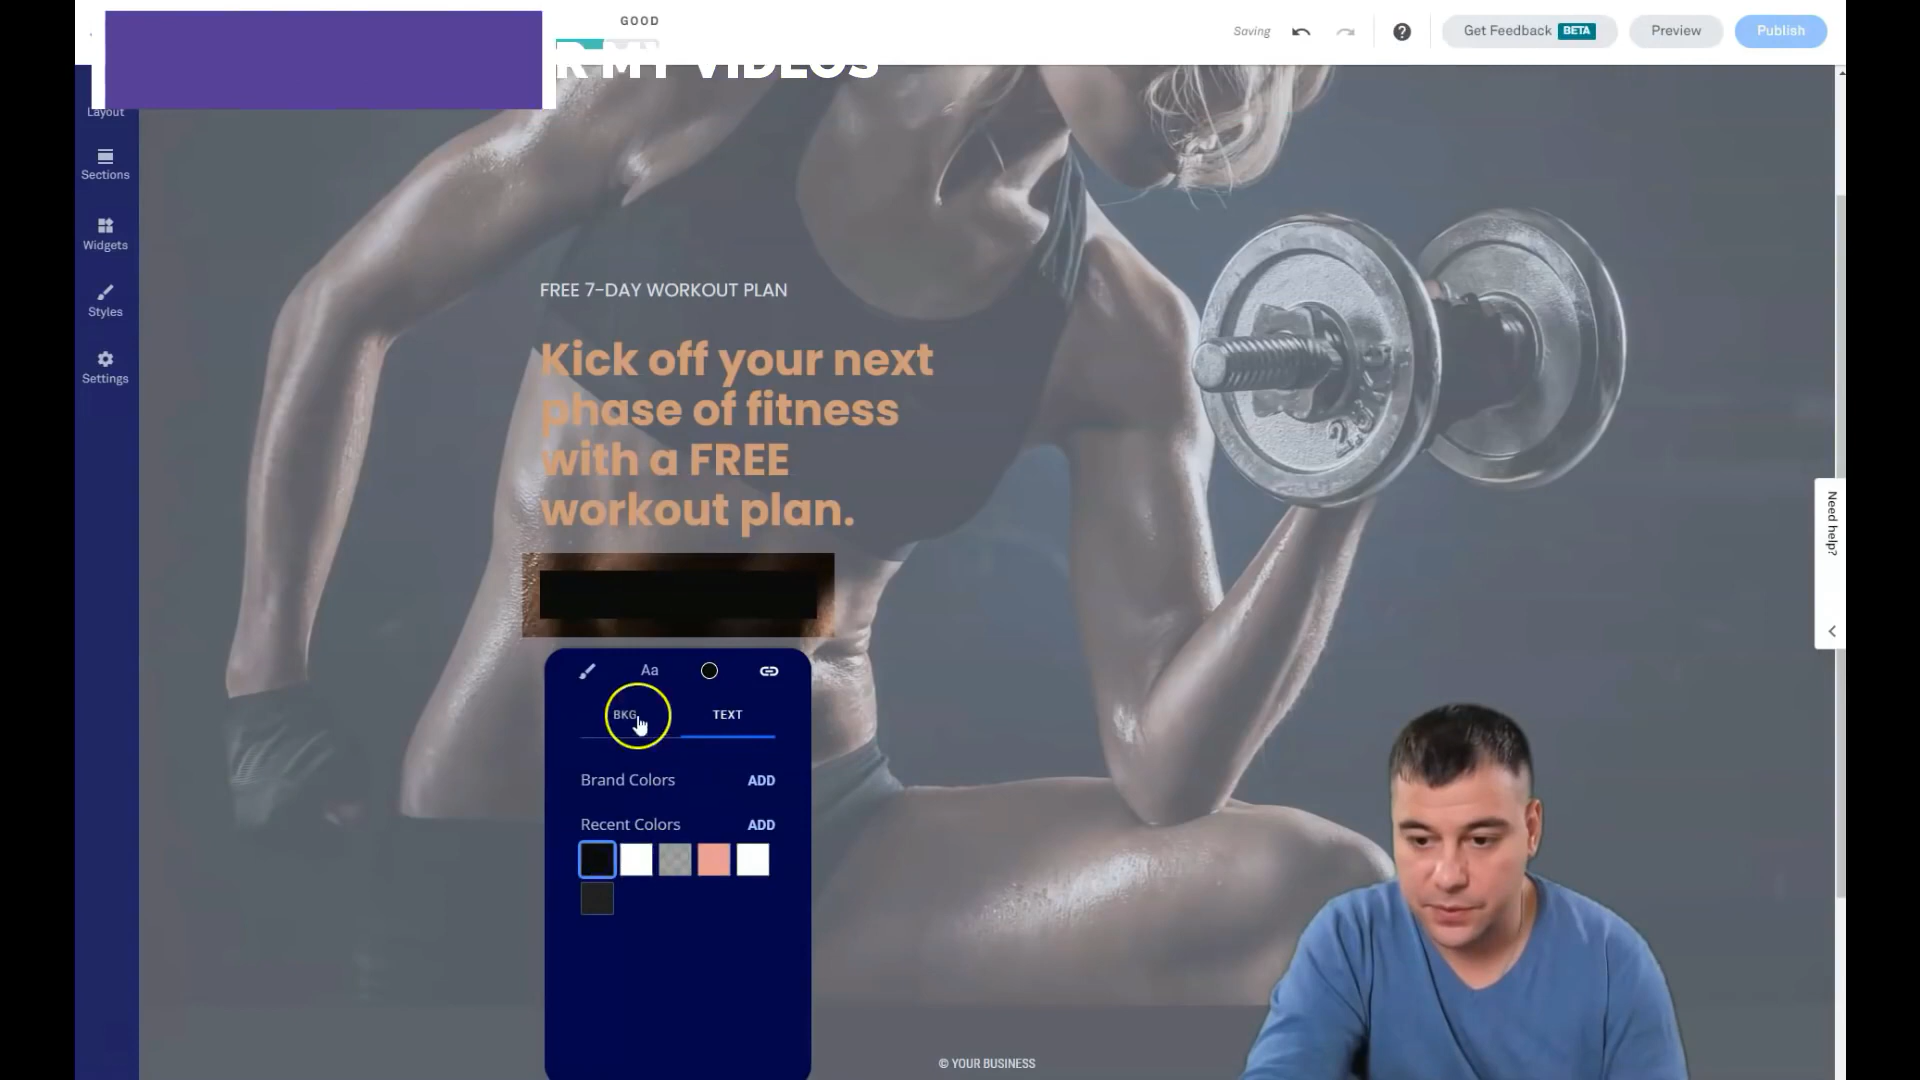 GOOD
R MY VIDEOS
Saving
Get Feedback BETA
Preview
Publish
Layout
Sections
Widgets
Styles
Settings
FREE 7-DAY WORKOUT PLAN
Kick off your next
phase of fitness
with a FREE
workout plan.
Aa
BKG
TEXT
Brand Colors ADD
Recent Colors ADD
Need help?
© YOUR BUSINESS